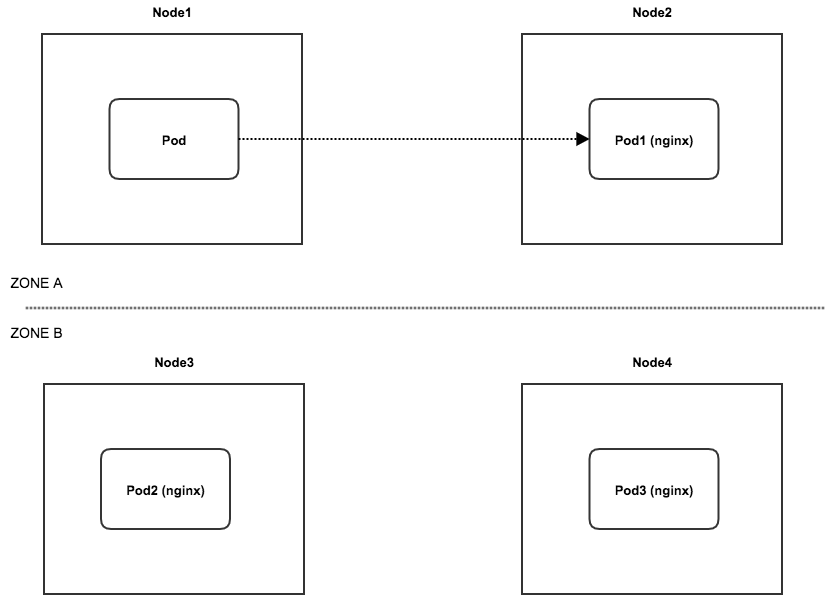 Node1
Node2
Pod
Pod1 (nginx)
ZONE A
ZONE B
Node3
Node4
Pod2 (nginx)
Pod3 (nginx)